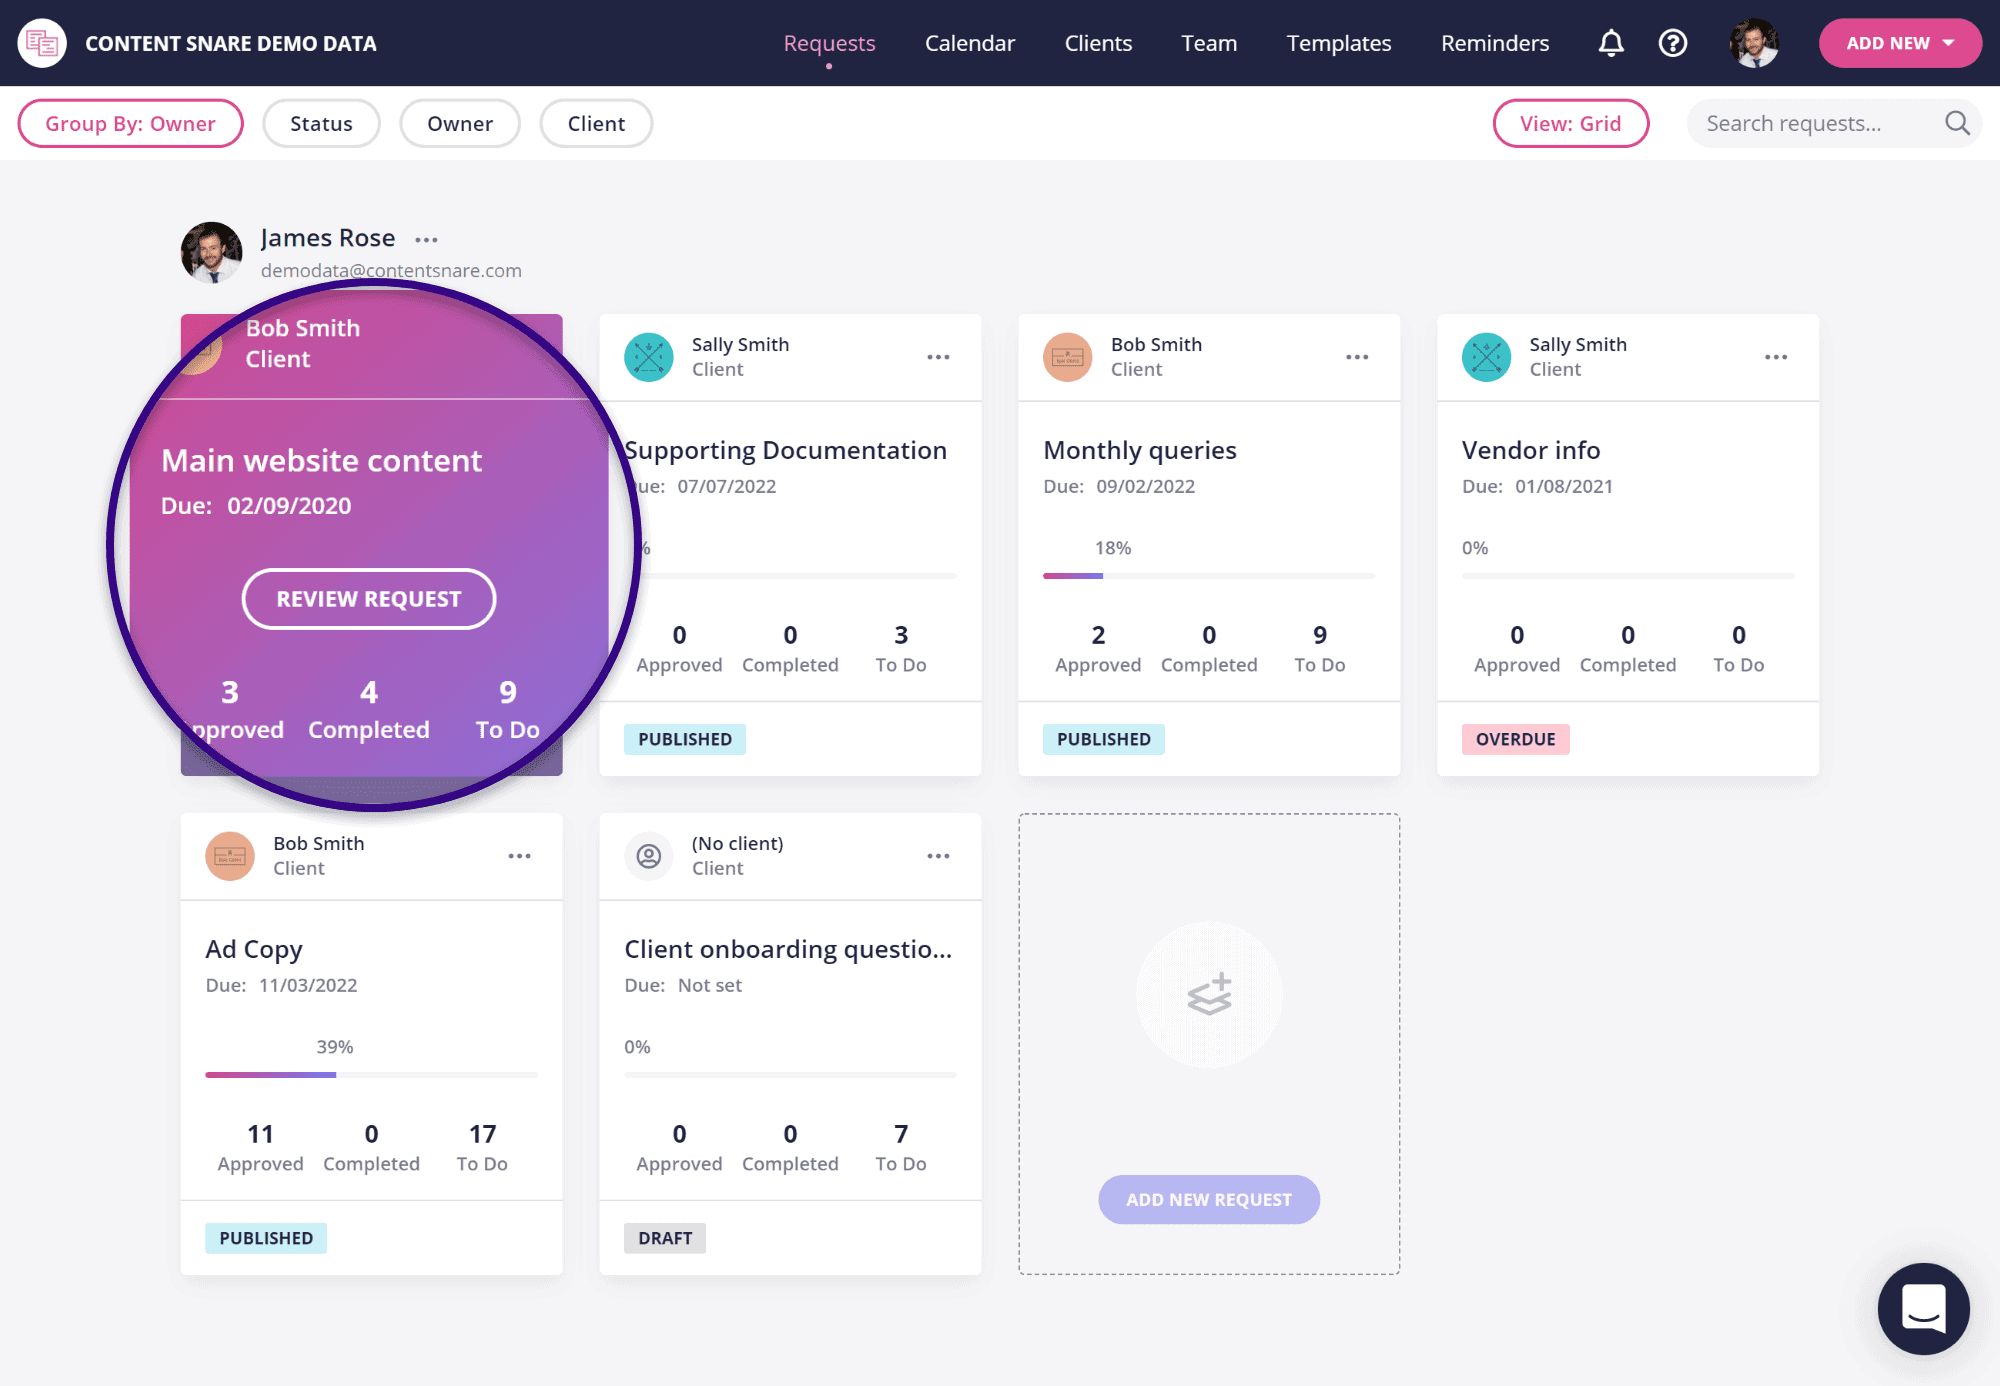 CONTENT SNARE DEMO DATA
Requests
Calendar
Clients
Team
Templates
Reminders
ADD NEW
Group By: Owner
Status
Owner
Client
View: Grid
Search requests...
James Rose
demodata@contentsnare.com
Bob Smith
Client
Main website content
Due: 02/09/2020
REVIEW REQUEST
3 4 9
pproved Completed To Do
Sally Smith
Client
Supporting Documentation
ue: 07/07/2022
%
0 0 3
Approved Completed To Do
PUBLISHED
Bob Smith
Client
Monthly queries
Due: 09/02/2022
18%
2 0 9
Approved Completed To Do
PUBLISHED
Sally Smith
Client
Vendor info
Due: 01/08/2021
0%
0 0 0
Approved Completed To Do
OVERDUE
Bob Smith
Client
Ad Copy
Due: 11/03/2022
39%
11 0 17
Approved Completed To Do
PUBLISHED
(No client)
Client
Client onboarding questio...
Due: Not set
0%
0 0 7
Approved Completed To Do
DRAFT
ADD NEW REQUEST